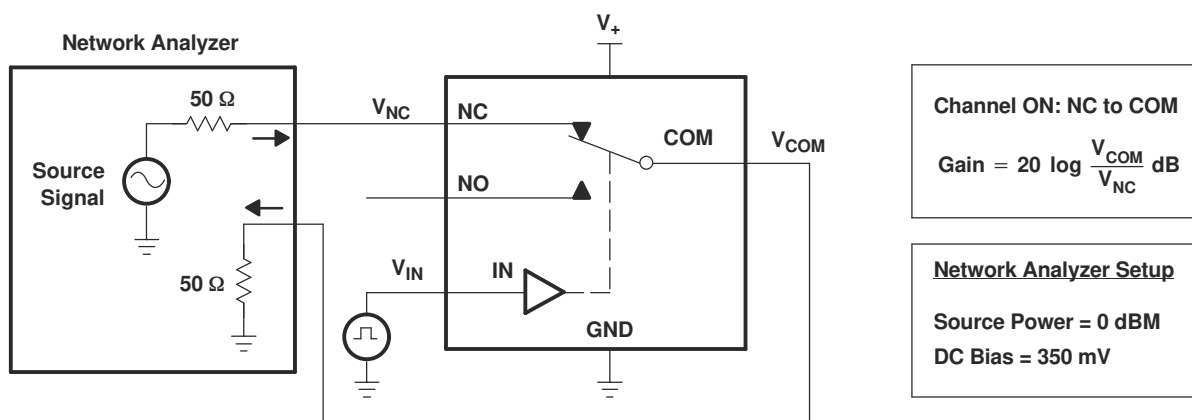 Network Analyzer
50 Ω
Source
Signal
50 Ω
V+
VNC
NC
COM
VCOM
NO
VIN
IN
GND
Channel ON: NC to COM
Gain = 20 log VCOM/VNC dB
Network Analyzer Setup
Source Power = 0 dBM
DC Bias = 350 mV